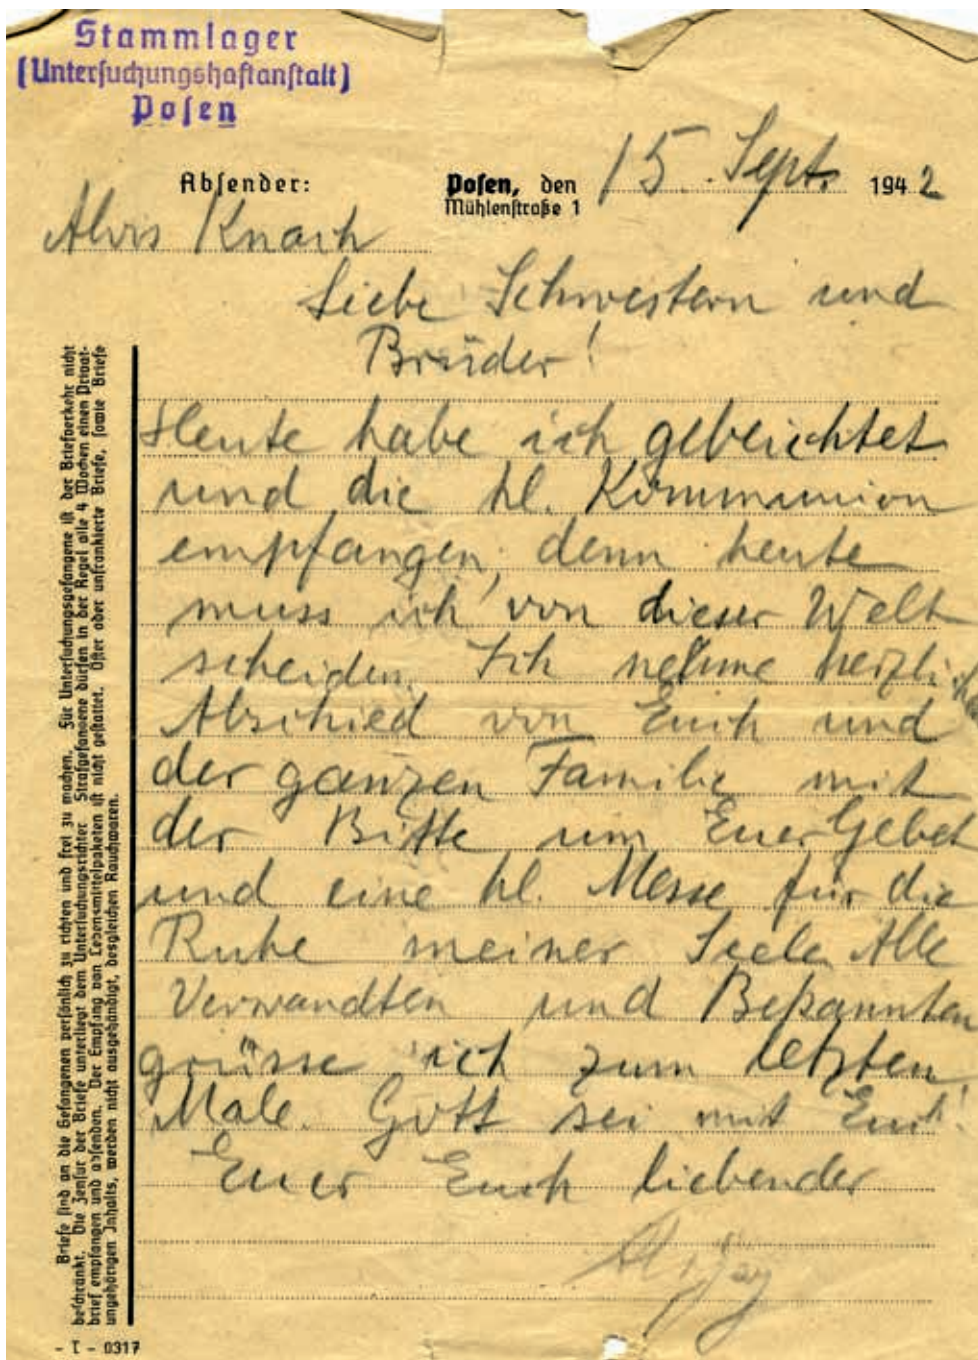 Stammlager
(Untersuchungshaftanstalt)
Posen
Absender:
Posen, den 15. Sept. 1942
Mühlenstraße 1
Alois Knach
Liebe Schwestern und
Brüder!
Heute habe ich gebeichtet
und die hl. Kommunion
empfangen, denn heute
muss ich von dieser Welt
scheiden. Ich nehme herzlich
Abschied von Euch und
der ganzen Familie mit
der Bitte um Euer Gebet
und eine hl. Messe für die
Ruhe meiner Seele. Alle
Verwandten und Bekannten
grüsse ich zum letzten
Male. Gott sei mit Euch!
Euer Euch liebender
Briefe sind an die Gefangenen persönlich zu richten und frei zu machen. Für Untersuchungsgefangene ist der Briefverkehr nicht
beschränkt. Die Zensur der Briefe unterliegt dem Untersuchungsrichter. Strafgefangene dürfen in der Regel alle 4 Wochen einen Privat-
brief empfangen und absenden. Der Empfang von Lebensmittelpaketen ist nicht gestattet. Öfter oder unfrankierte Briefe, sowie Briefe
ungehörigen Inhalts, werden nicht ausgehändigt, desgleichen Rauchwaren.
- I - 0317